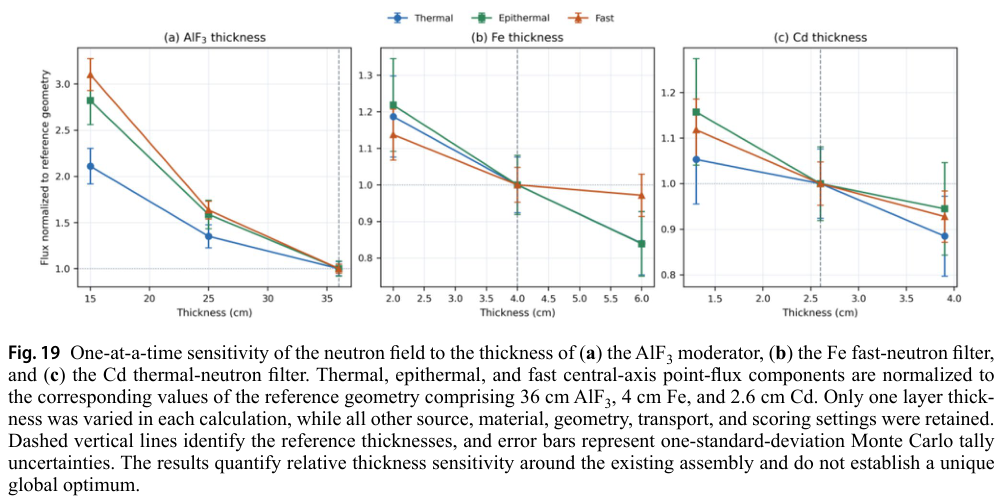 Thermal Epithermal Fast
(a) AlF3 thickness
(b) Fe thickness
(c) Cd thickness
Flux normalized to reference geometry
3.0
2.5
2.0
1.5
1.0
15 20 25 30 35
Thickness (cm)
1.3
1.2
1.1
1.0
0.9
0.8
2.0 2.5 3.0 3.5 4.0 4.5 5.0 5.5 6.0
Thickness (cm)
1.2
1.1
1.0
0.9
0.8
1.5 2.0 2.5 3.0 3.5 4.0
Thickness (cm)
Fig. 19 One-at-a-time sensitivity of the neutron field to the thickness of (a) the AlF3 moderator, (b) the Fe fast-neutron filter,
and (c) the Cd thermal-neutron filter. Thermal, epithermal, and fast central-axis point-flux components are normalized to
the corresponding values of the reference geometry comprising 36 cm AlF3, 4 cm Fe, and 2.6 cm Cd. Only one layer thick-
ness was varied in each calculation, while all other source, material, geometry, transport, and scoring settings were retained.
Dashed vertical lines identify the reference thicknesses, and error bars represent one-standard-deviation Monte Carlo tally
uncertainties. The results quantify relative thickness sensitivity around the existing assembly and do not establish a unique
global optimum.